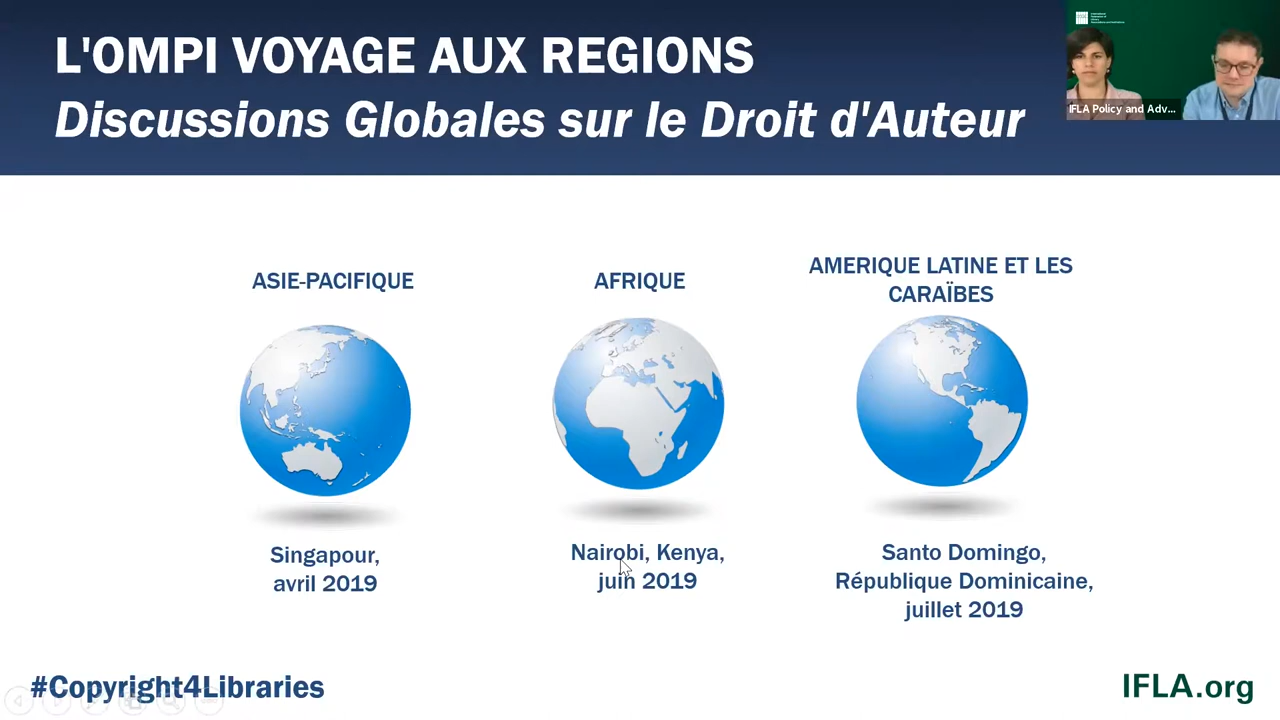 L'OMPI VOYAGE AUX REGIONS
Discussions Globales sur le Droit d'Auteur
IFLA Policy and Adv...
ASIE-PACIFIQUE
AFRIQUE
AMERIQUE LATINE ET LES
CARAÏBES
Singapour,
avril 2019
Nairobi, Kenya,
juin 2019
Santo Domingo,
République Dominicaine,
juillet 2019
#Copyright4Libraries
IFLA.org